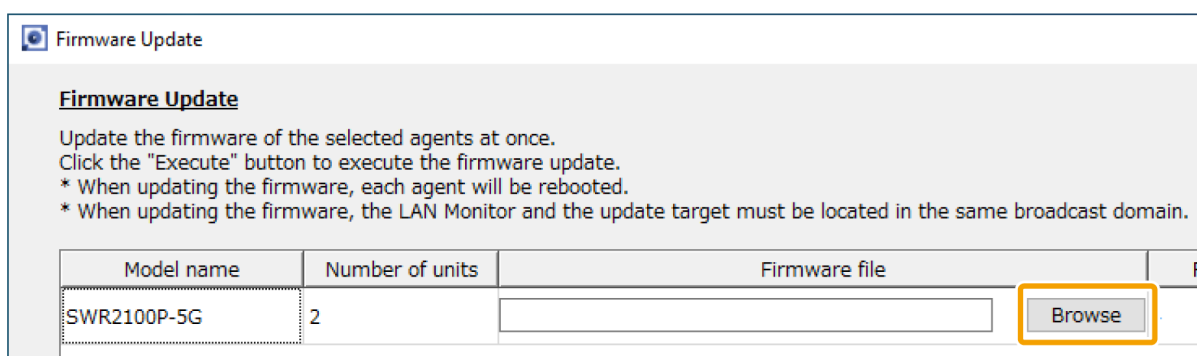 Firmware Update
Firmware Update
Update the firmware of the selected agents at once.
Click the "Execute" button to execute the firmware update.
* When updating the firmware, each agent will be rebooted.
* When updating the firmware, the LAN Monitor and the update target must be located in the same broadcast domain.
Model name Number of units Firmware file
SWR2100P-5G 2 Browse